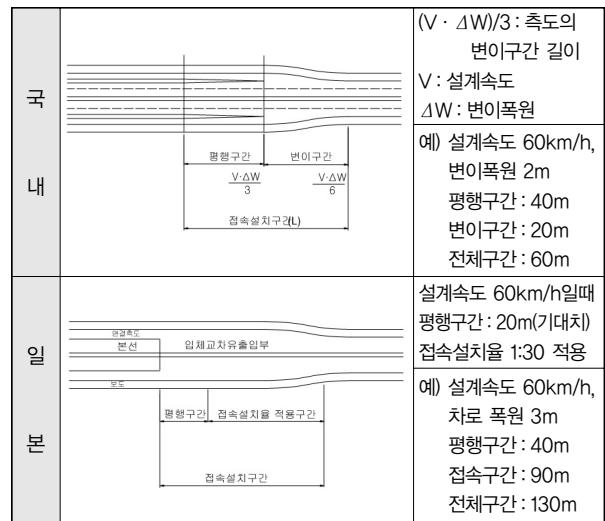 국
내
평행구간
변이구간
V·ΔW
3
V·ΔW
6
접속설치구간(L)
(V · ΔW)/3 : 측도의
변이구간 길이
V : 설계속도
ΔW : 변이폭원
예) 설계속도 60km/h,
변이폭원 2m
평행구간 : 40m
변이구간 : 20m
전체구간 : 60m
일
본
연결측도
본선
입체교차유출입부
보도
평행구간
접속설치율 적용구간
접속설치구간
설계속도 60km/h일때
평행구간 : 20m(기대치)
접속설치율 1:30 적용
예) 설계속도 60km/h,
차로 폭원 3m
평행구간 : 40m
접속구간 : 90m
전체구간 : 130m